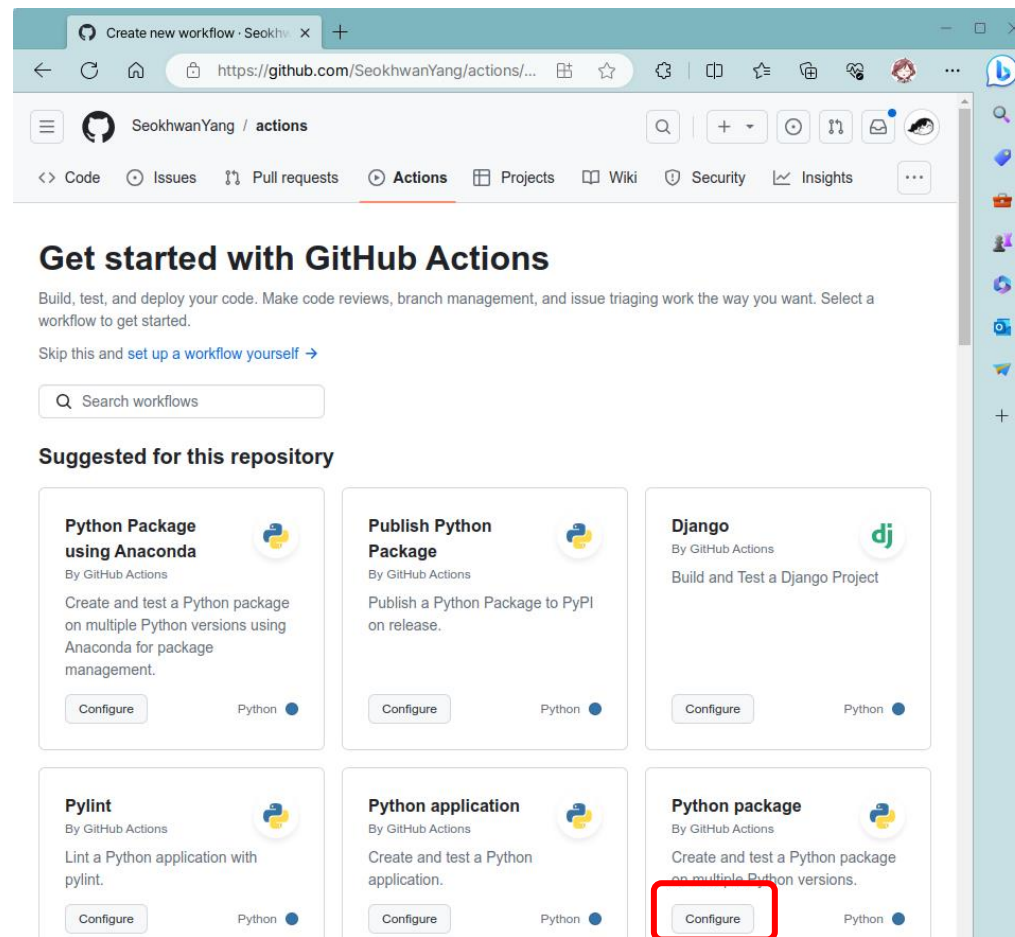 Create new workflow · Seokhw
https://github.com/SeokhwanYang/actions/...
SeokhwanYang / actions
<> Code Issues Pull requests Actions Projects Wiki Security Insights
Get started with GitHub Actions
Build, test, and deploy your code. Make code reviews, branch management, and issue triaging work the way you want. Select a
workflow to get started.
Skip this and set up a workflow yourself →
Search workflows
Suggested for this repository
Python Package
using Anaconda
By GitHub Actions
Create and test a Python package
on multiple Python versions using
Anaconda for package
management.
Configure Python
Publish Python
Package
By GitHub Actions
Publish a Python Package to PyPI
on release.
Configure Python
Django
By GitHub Actions
dj
Build and Test a Django Project
Configure Python
Pylint
By GitHub Actions
Lint a Python application with
pylint.
Configure Python
Python application
By GitHub Actions
Create and test a Python
application.
Configure Python
Python package
By GitHub Actions
Create and test a Python package
on multiple Python versions.
Configure Python